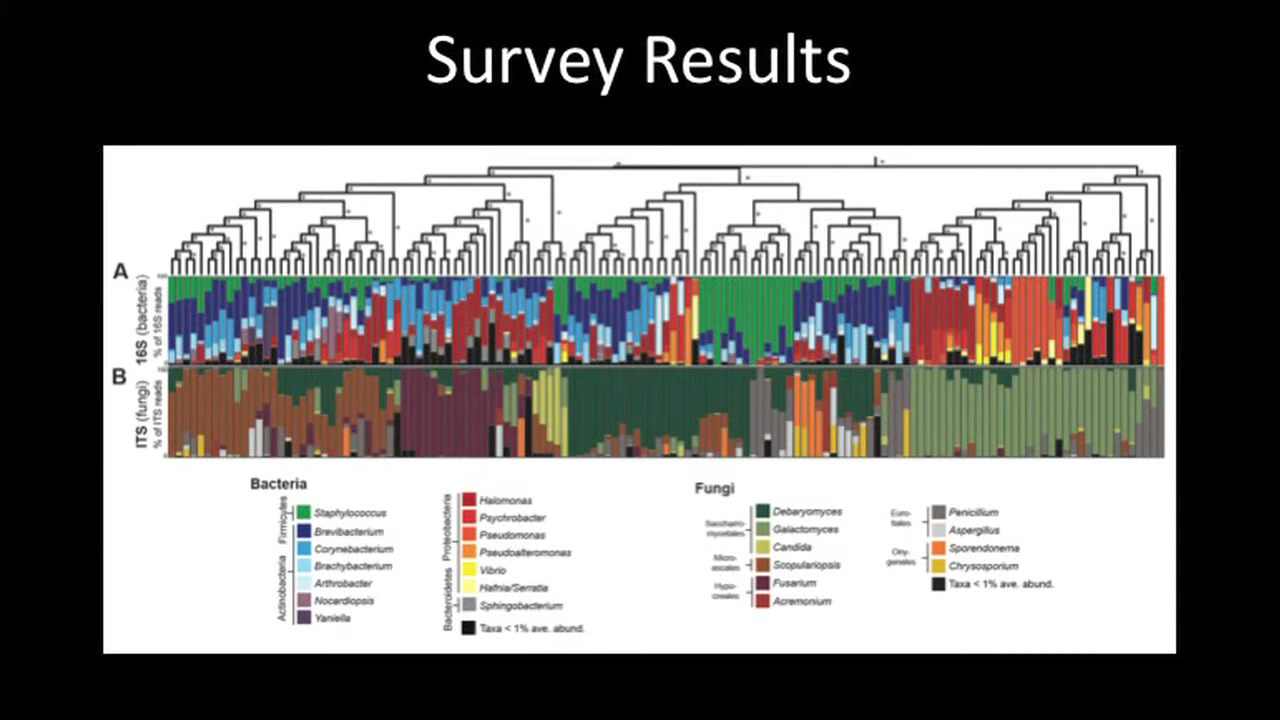 Survey Results
A
16S (bacteria)
% of 16S reads
100
B
ITS (fungi)
% of ITS reads
100
Bacteria
Firmicutes
Staphylococcus
Actinobacteria
Brevibacterium
Corynebacterium
Brachybacterium
Arthrobacter
Nocardiopsis
Yaniella
Proteobacteria
Halomonas
Psychrobacter
Pseudomonas
Pseudoalteromonas
Vibrio
Hafnia/Serratia
Bacteroidetes
Sphingobacterium
Taxa < 1% ave. abund.
Fungi
Saccharo-
mycetales
Debaryomyces
Galactomyces
Candida
Micro-
ascales
Scopulariopsis
Hypo-
creales
Fusarium
Acremonium
Euro-
tiales
Penicillium
Aspergillus
Ony-
genales
Sporendonema
Chrysosporium
Taxa < 1% ave. abund.